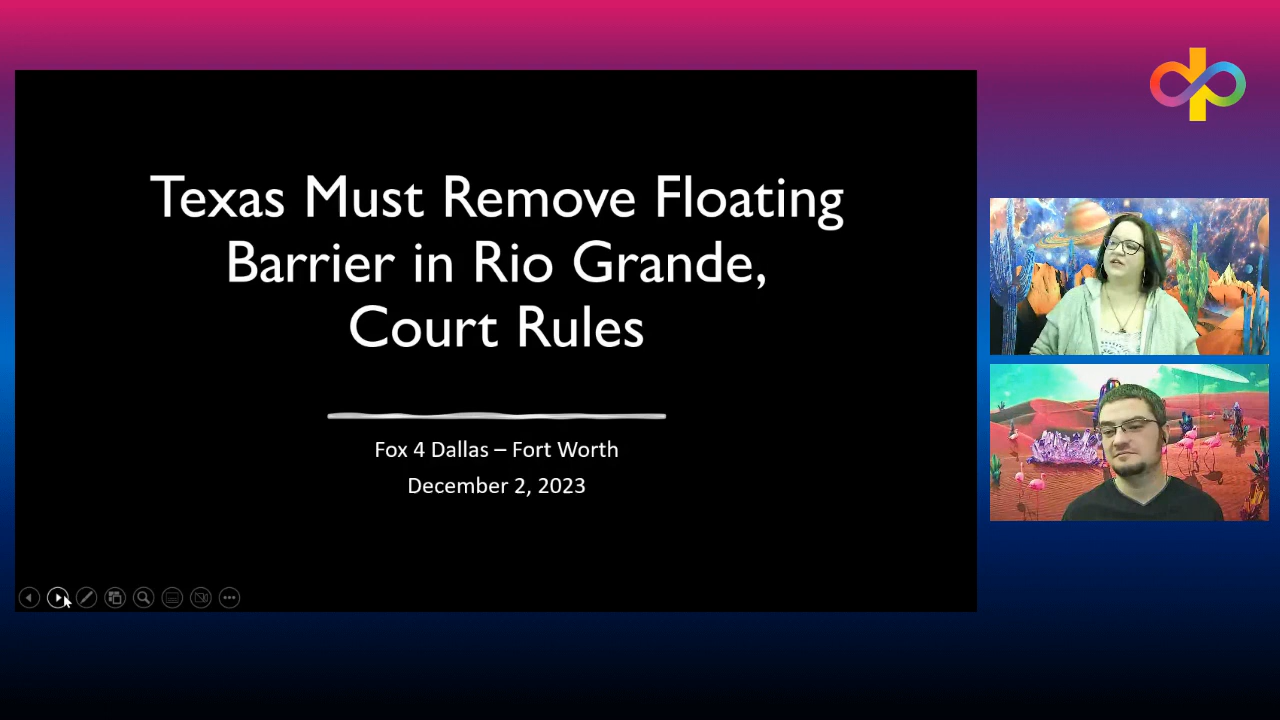 Texas Must Remove Floating
Barrier in Rio Grande,
Court Rules
Fox 4 Dallas – Fort Worth
December 2, 2023